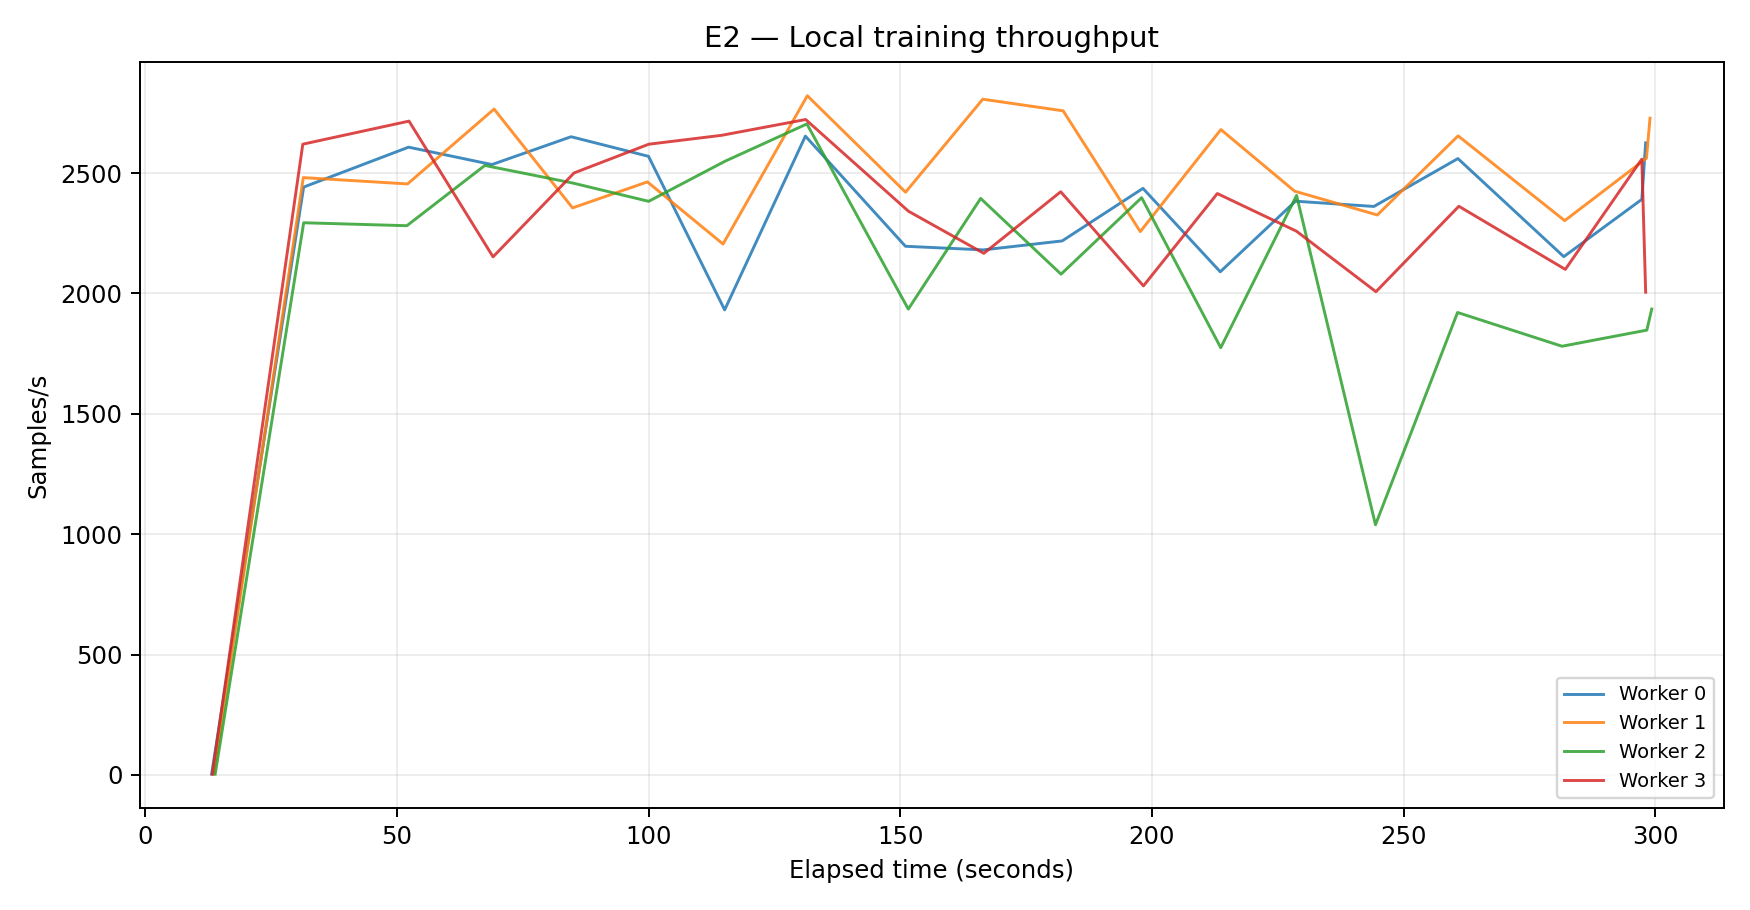 E2 — Local training throughput
Samples/s
2500
2000
1500
1000
500
0
0 50 100 150 200 250 300
Elapsed time (seconds)
Worker 0
Worker 1
Worker 2
Worker 3